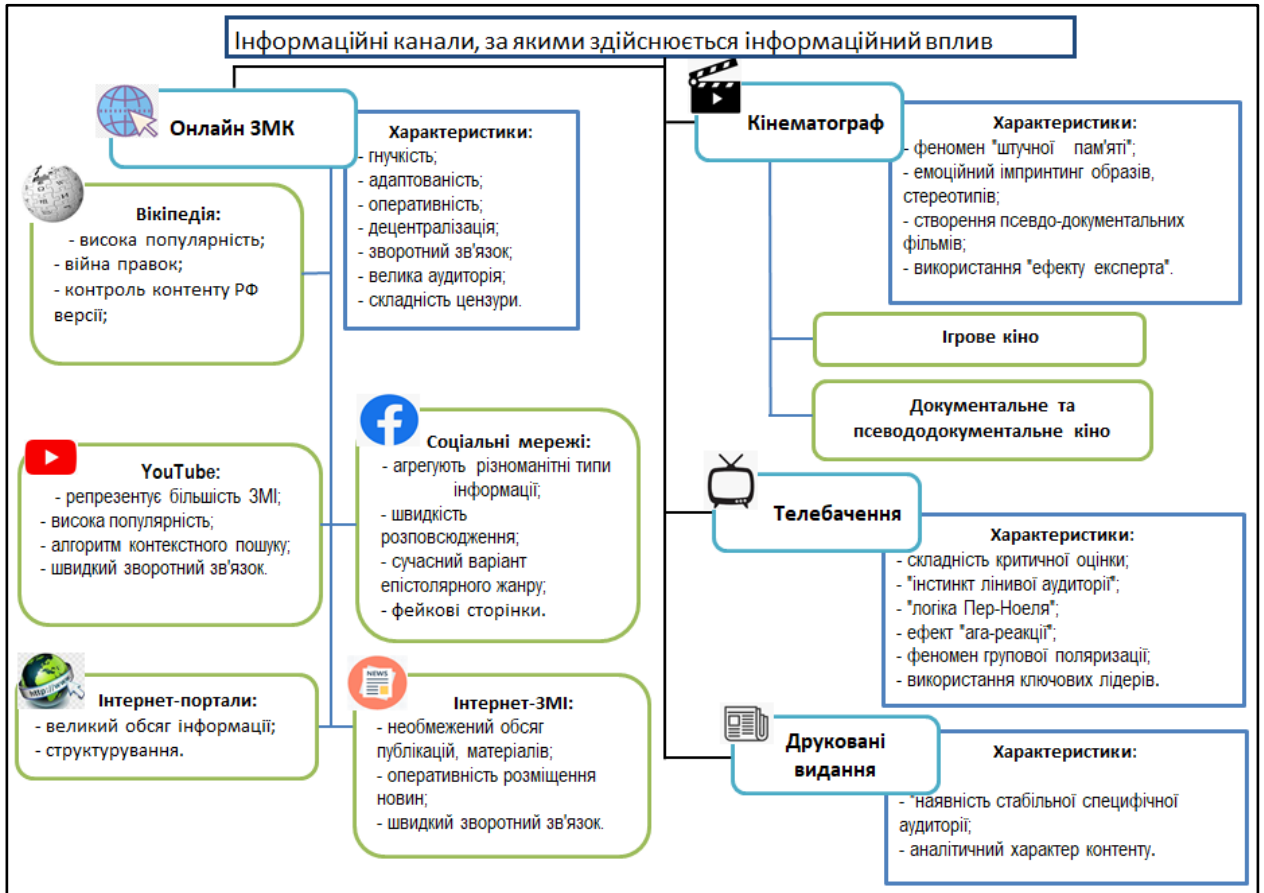 Інформаційні канали, за якими здійснюється інформаційний вплив
Онлайн ЗМК
Характеристики:
- гнучкість;
- адаптованість;
- оперативність;
- децентралізація;
- зворотний зв'язок;
- велика аудиторія;
- складність цензури.
Вікіпедія:
- висока популярність;
- війна правок;
- контроль контенту РФ
версії;
YouTube:
- репрезентує більшість ЗМІ;
- висока популярність;
- алгоритм контекстного пошуку;
- швидкий зворотний зв'язок.
Соціальні мережі:
- агрегують різноманітні типи
інформації;
- швидкість
розповсюдження;
- сучасний варіант
епістолярного жанру;
- фейкові сторінки.
http://www
Інтернет-портали:
- великий обсяг інформації;
- структурування.
NEWS
Інтернет-ЗМІ:
- необмежений обсяг
публікацій, матеріалів;
- оперативність розміщення
новин;
- швидкий зворотний зв'язок.
Кінематограф
Характеристики:
- феномен "штучної пам'яті";
- емоційний імпринтинг образів,
стереотипів;
- створення псевдо-документальних
фільмів;
- використання "ефекту експерта".
Ігрове кіно
Документальне та
псевододокументальне кіно
Телебачення
Характеристики:
- складність критичної оцінки;
- "інстинкт лінивої аудиторії";
- "логіка Пер-Ноеля";
- ефект "ага-реакції";
- феномен групової поляризації;
- використання ключових лідерів.
Друковані
видання
Характеристики:
- "наявність стабільної специфічної
аудиторії;
- аналітичний характер контенту.